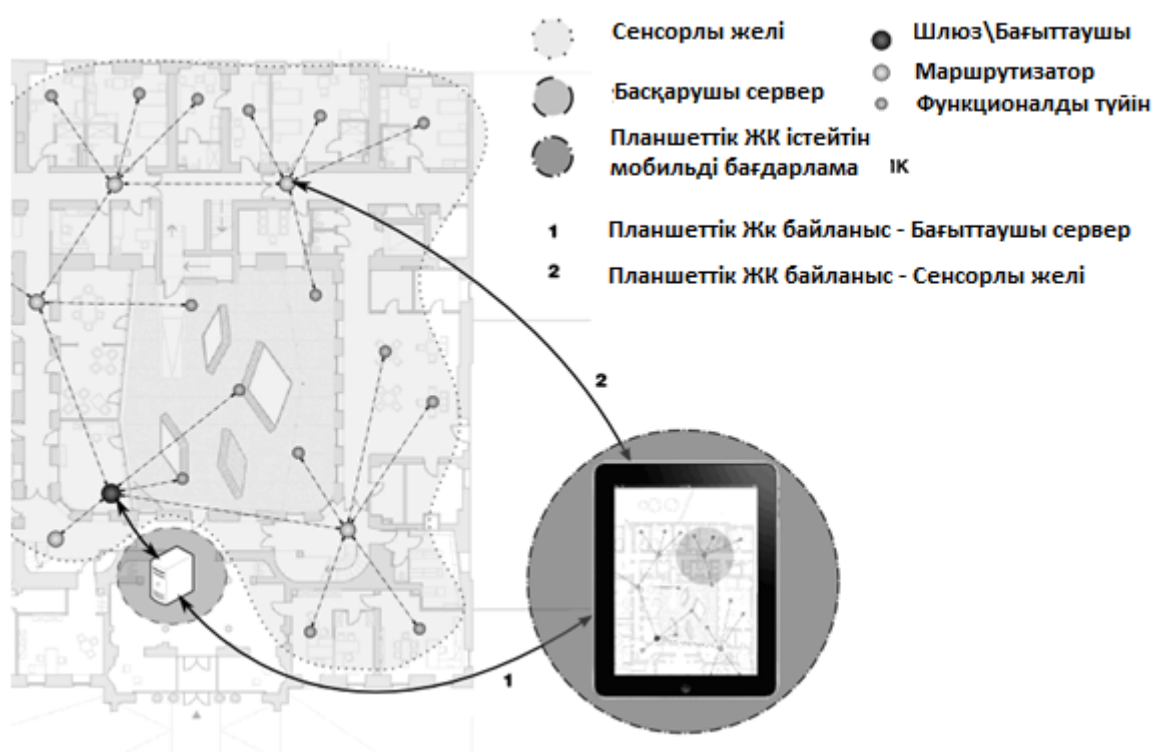 Сенсорлы желі
Шлюз\Бағыттаушы
Басқарушы сервер
Маршрутизатор
Функционалды түйін
Планшеттік ЖК істейтін
мобильді бағдарлама ІК
1 Планшеттік Жк байланыс - Бағыттаушы сервер
2 Планшеттік ЖК байланыс - Сенсорлы желі
2
1